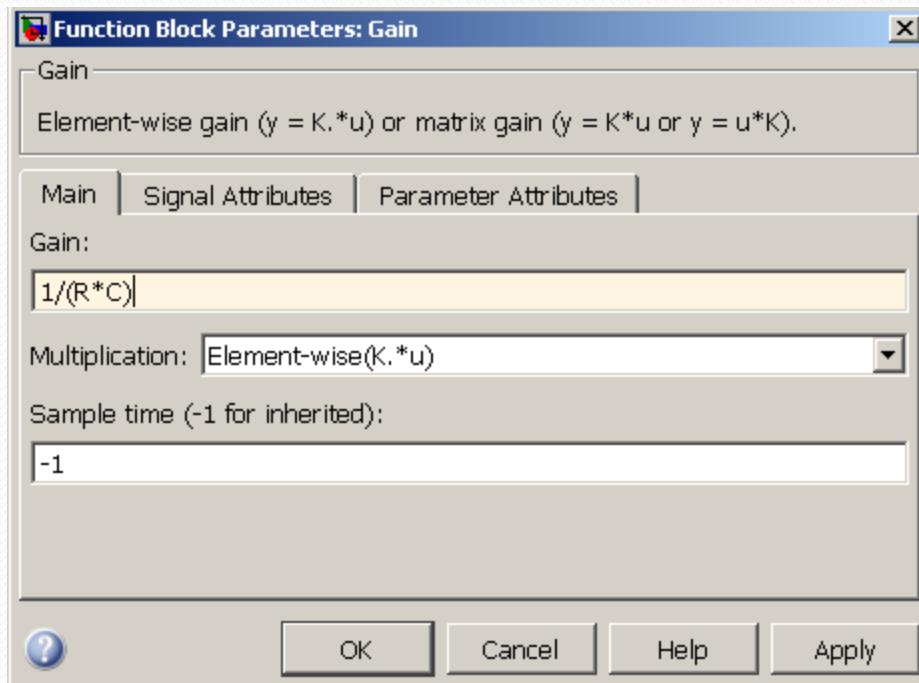 Function Block Parameters: Gain
Gain
Element-wise gain (y = K.*u) or matrix gain (y = K*u or y = u*K).
Main Signal Attributes Parameter Attributes
Gain:
1/(R*C)
Multiplication: Element-wise(K.*u)
Sample time (-1 for inherited):
-1
OK Cancel Help Apply